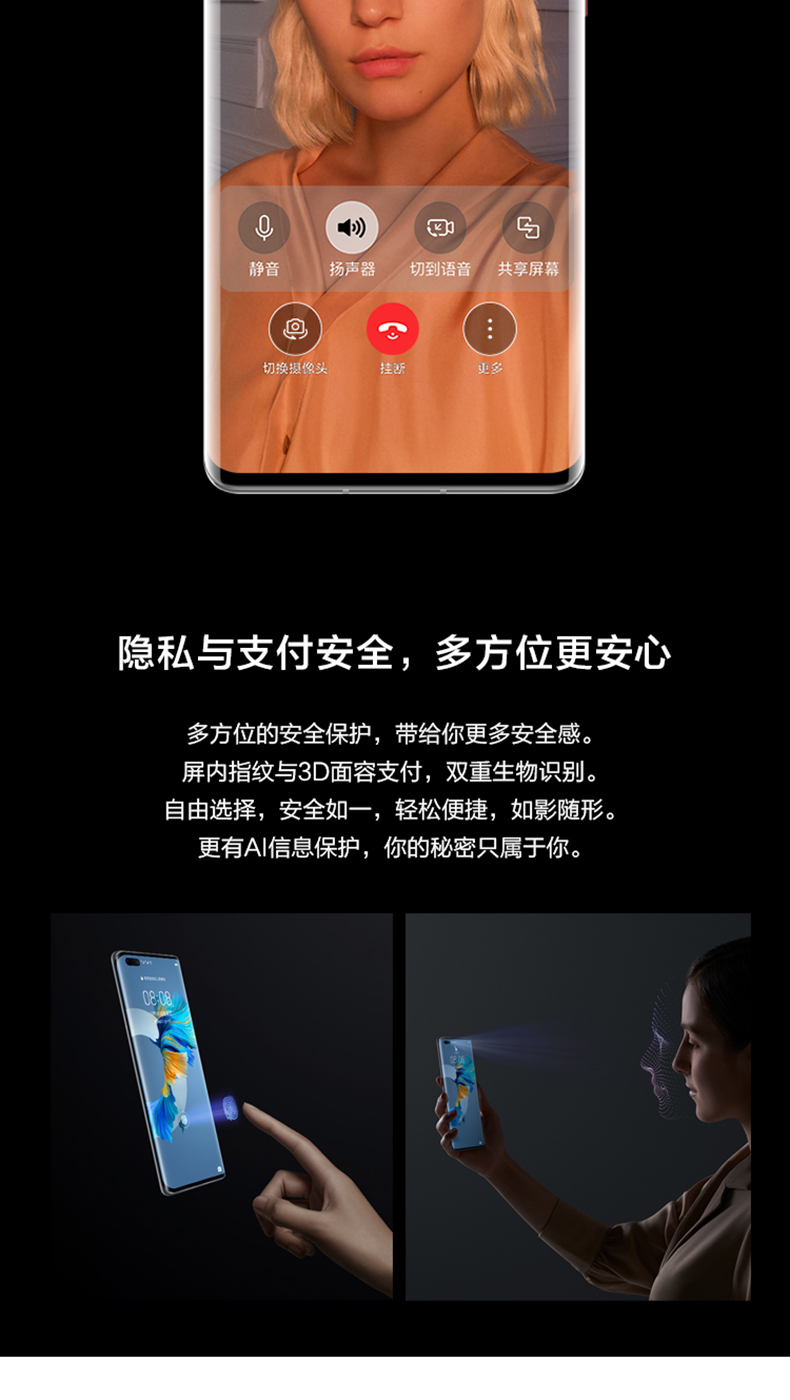 静音 扬声器 切到语音 共享屏幕
切换摄像头 挂断 更多
隐私与支付安全，多方位更安心
多方位的安全保护，带给你更多安全感。
屏内指纹与3D面容支付，双重生物识别。
自由选择，安全如一，轻松便捷，如影随形。
更有AI信息保护，你的秘密只属于你。
08:08
08:08